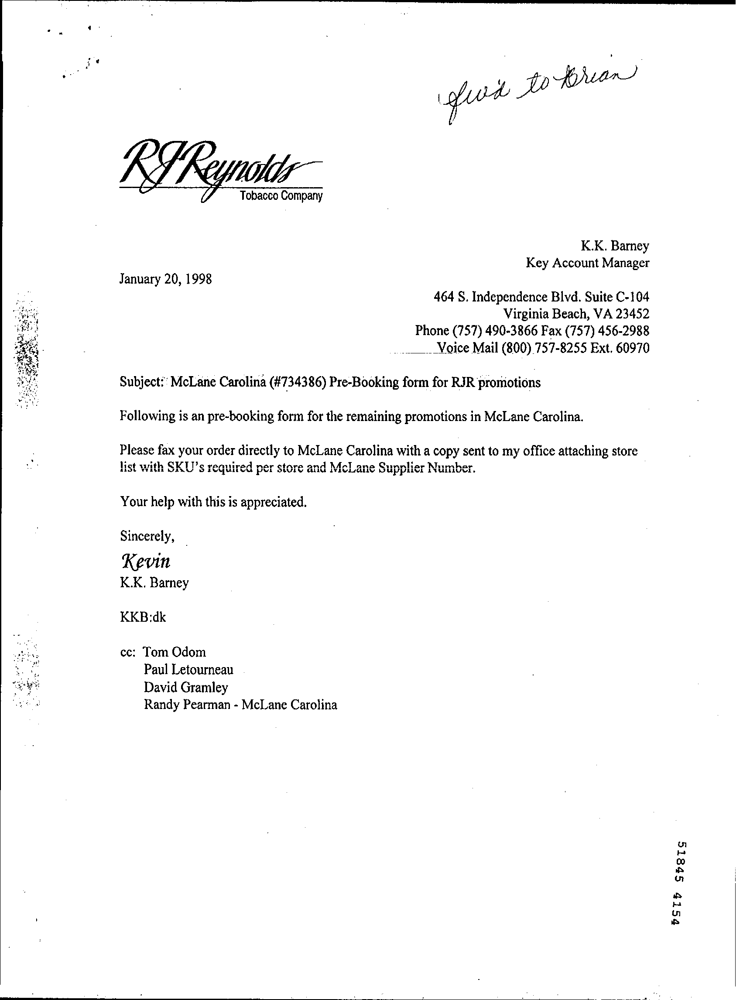 fwd to Brian
RJReynolds
Tobacco Company
K.K. Barney
Key Account Manager
January 20, 1998
464 S. Independence Blvd. Suite C-104
Virginia Beach, VA 23452
Phone (757) 490-3866 Fax (757) 456-2988
Voice Mail (800) 757-8255 Ext. 60970
Subject: McLane Carolina (#734386) Pre-Booking form for RJR promotions
Following is an pre-booking form for the remaining promotions in McLane Carolina.
Please fax your order directly to McLane Carolina with a copy sent to my office attaching store
list with SKU's required per store and McLane Supplier Number.
Your help with this is appreciated.
Sincerely,
Kevin
K.K. Barney
KKB:dk
cc: Tom Odom
Paul Letourneau
David Gramley
Randy Pearman - McLane Carolina
51845 4154